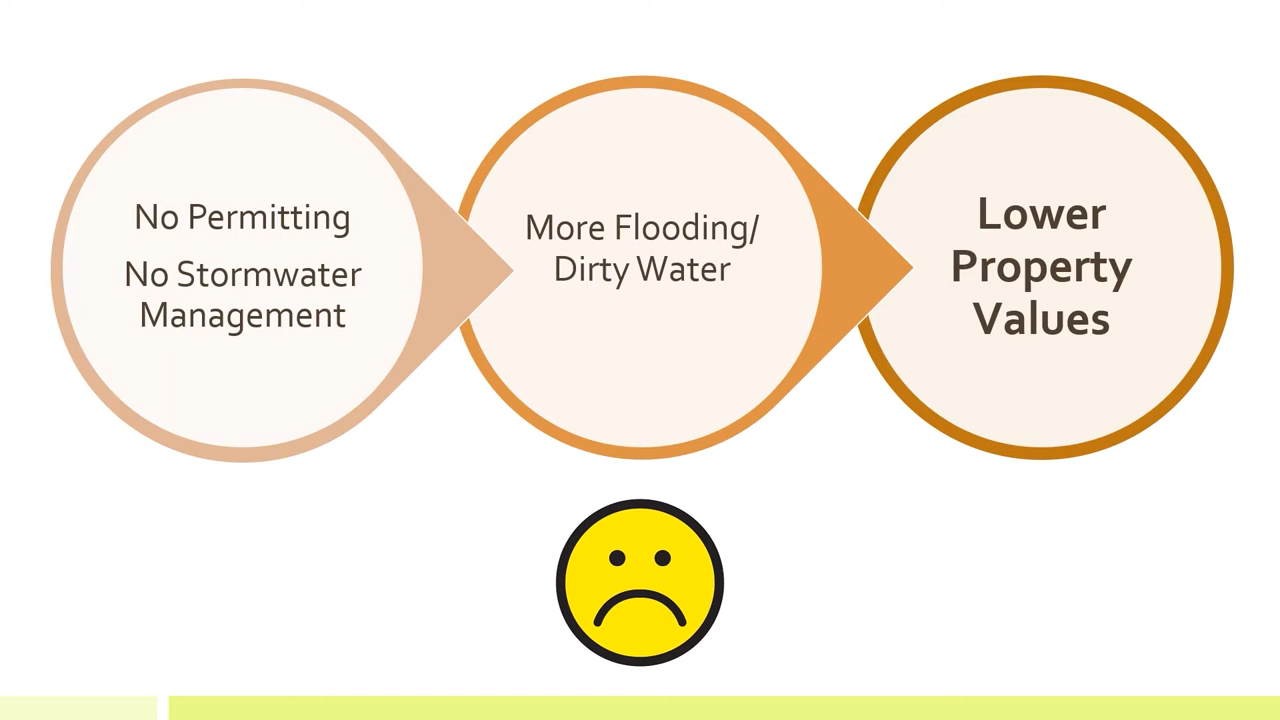 No Permitting
No Stormwater
Management
More Flooding/
Dirty Water
Lower
Property
Values